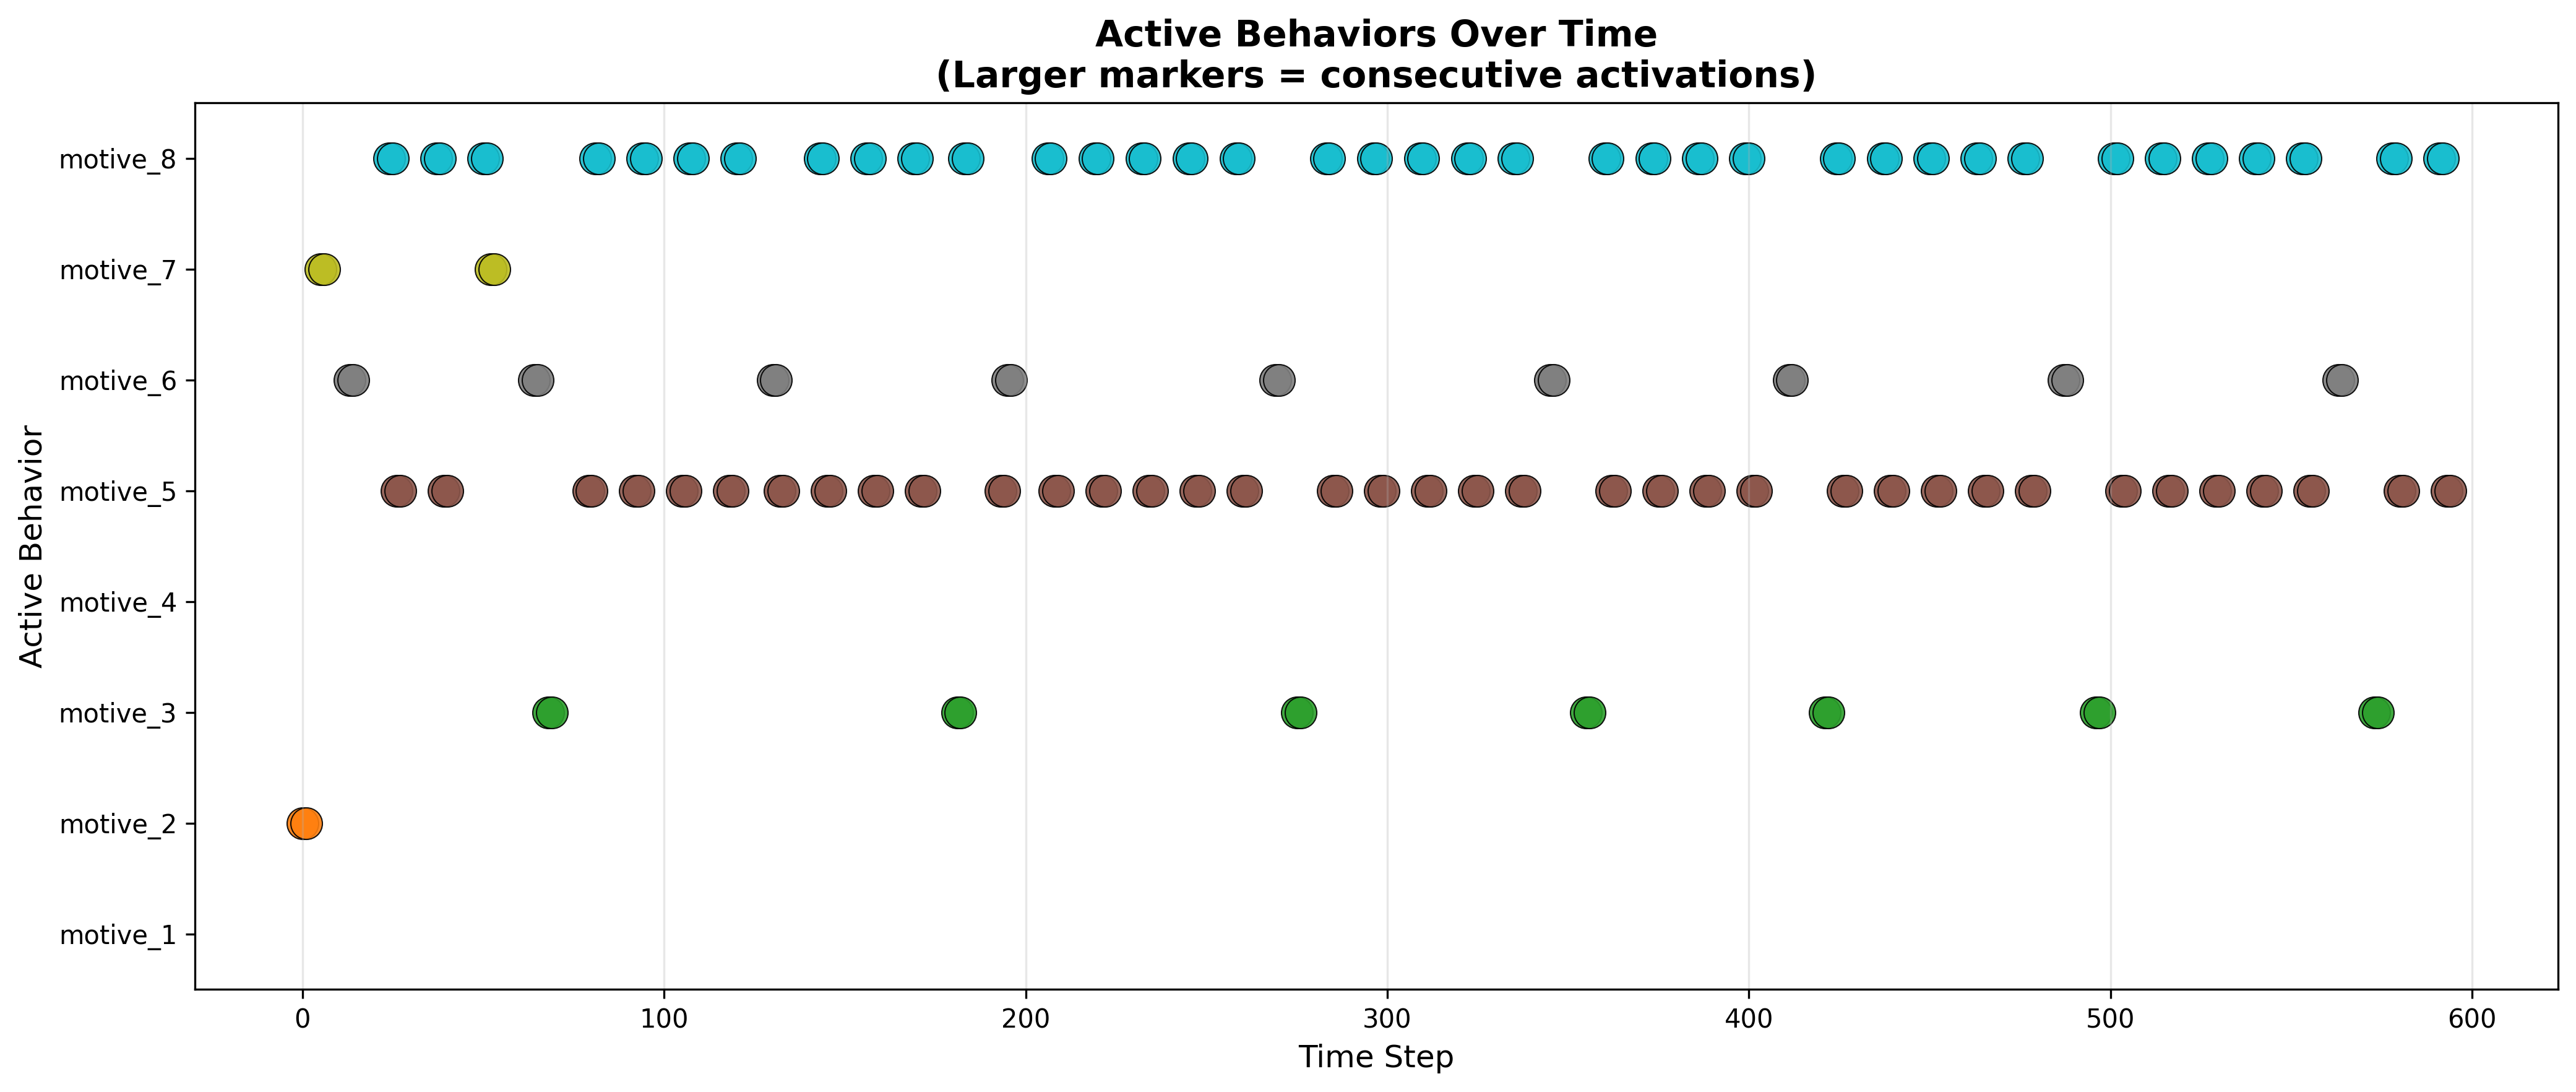 Active Behaviors Over Time
(Larger markers = consecutive activations)
Active Behavior
motive_8
motive_7
motive_6
motive_5
motive_4
motive_3
motive_2
motive_1
0 100 200 300 400 500 600
Time Step